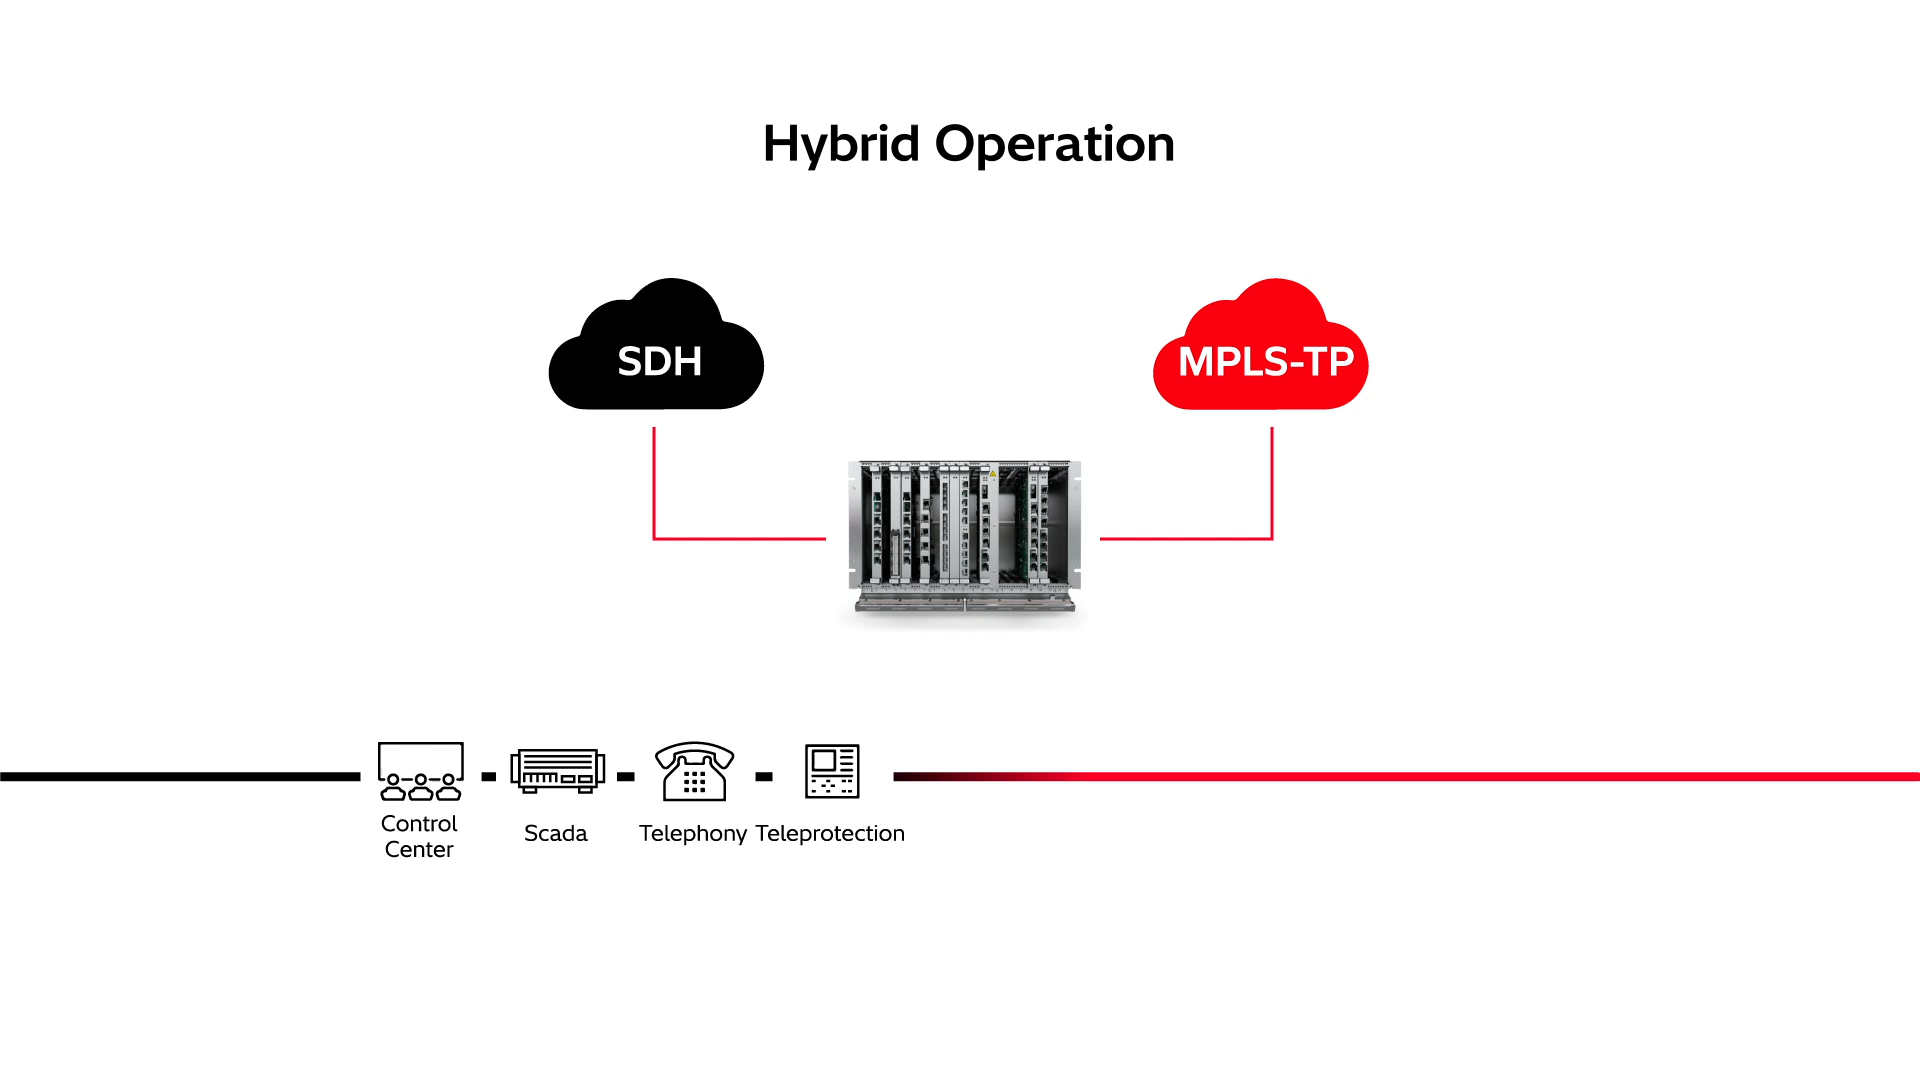 Hybrid Operation
SDH
MPLS-TP
Control
Center
Scada
Telephony
Teleprotection